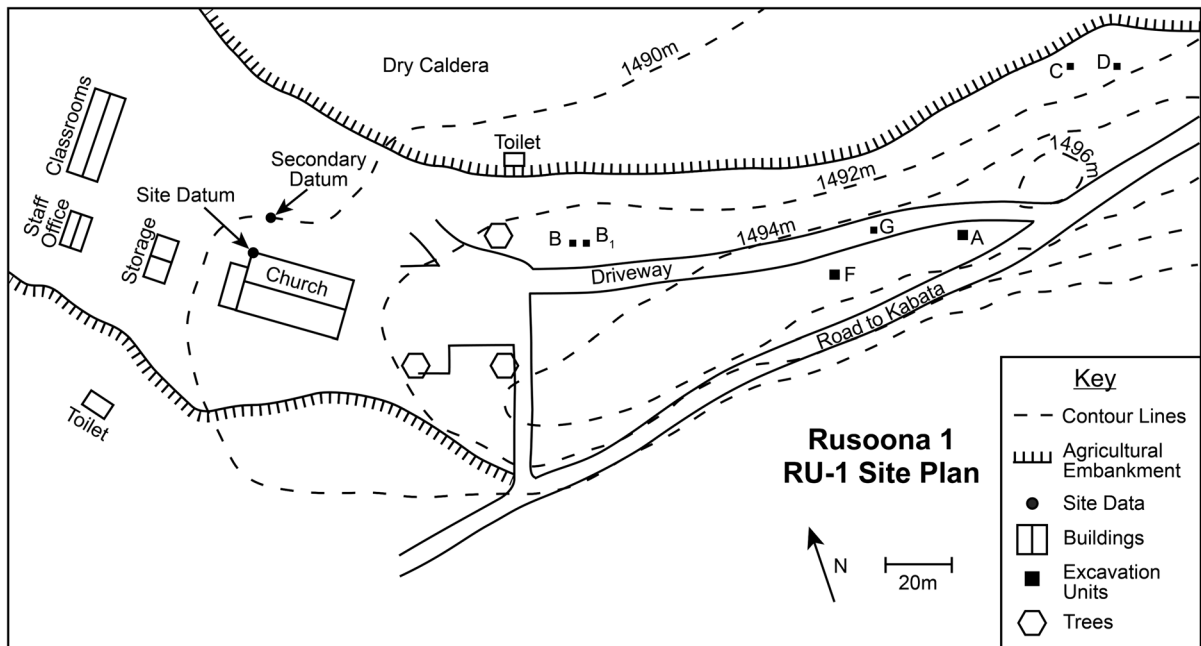 Dry Caldera
1490m
C
D
Classrooms
Toilet
1496m
Secondary
Datum
1492m
Site Datum
Staff
Office
Storage
Church
B
B₁
1494m
G
A
Driveway
F
Road to Kabata
Toilet
Rusoona 1
RU-1 Site Plan
N
20m
Key
Contour Lines
Agricultural
Embankment
Site Data
Buildings
Excavation
Units
Trees